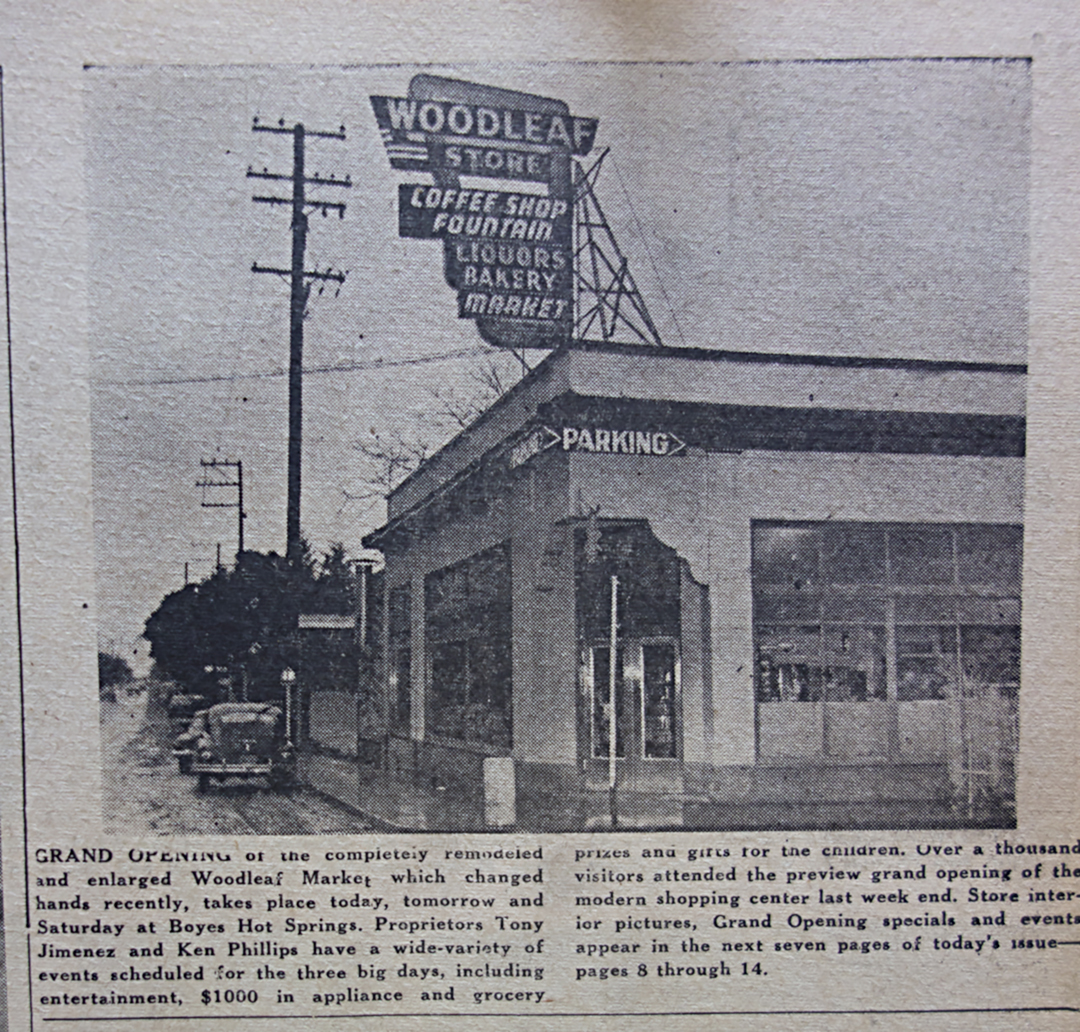 WOODLEAF
STORE
COFFEE SHOP
FOUNTAIN
LIQUORS
BAKERY
MARKET
PARKING
GRAND OPENING of the completely remodeled
and enlarged Woodleaf Market which changed
hands recently, takes place today, tomorrow and
Saturday at Boyes Hot Springs. Proprietors Tony
Jimenez and Ken Phillips have a wide-variety of
events scheduled for the three big days, including
entertainment, $1000 in appliance and grocery
prizes and gifts for the children. Over a thousand
visitors attended the preview grand opening of the
modern shopping center last week end. Store inter-
ior pictures, Grand Opening specials and events
appear in the next seven pages of today's issue—
pages 8 through 14.